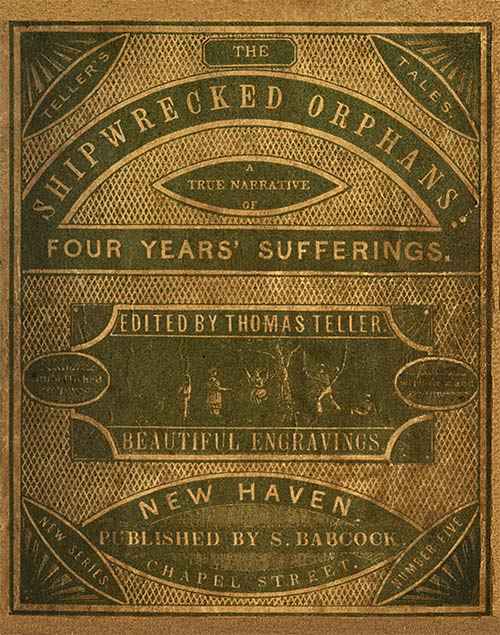 TELLER'S
TALES.
THE
SHIPWRECKED ORPHANS:
A
TRUE NARRATIVE
OF
FOUR YEARS' SUFFERINGS.
EDITED BY THOMAS TELLER.
BEAUTIFUL ENGRAVINGS
NEW HAVEN
PUBLISHED BY S. BABCOCK.
CHAPEL STREET.
NEW SERIES
NUMBER FIVE